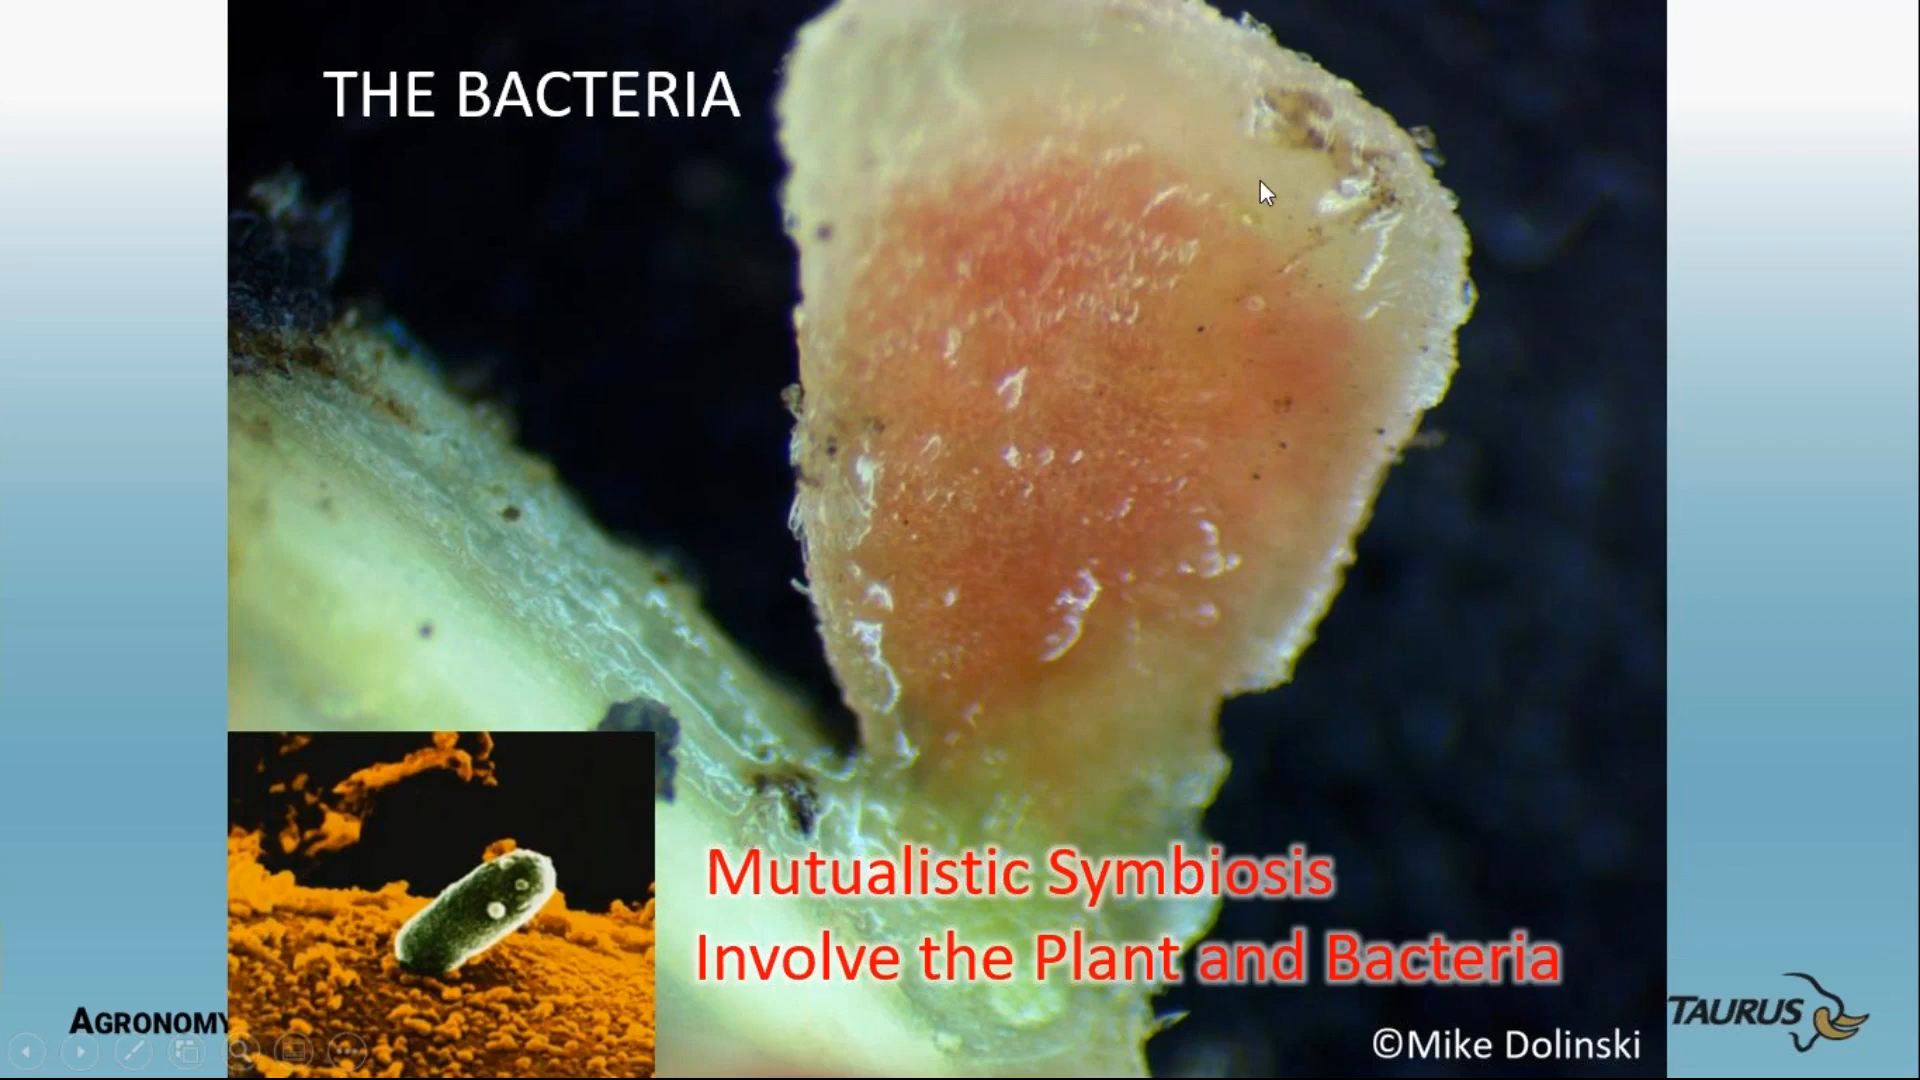 THE BACTERIA
Mutualistic Symbiosis
Involve the Plant and Bacteria
©Mike Dolinski
AGRONOMY
TAURUS